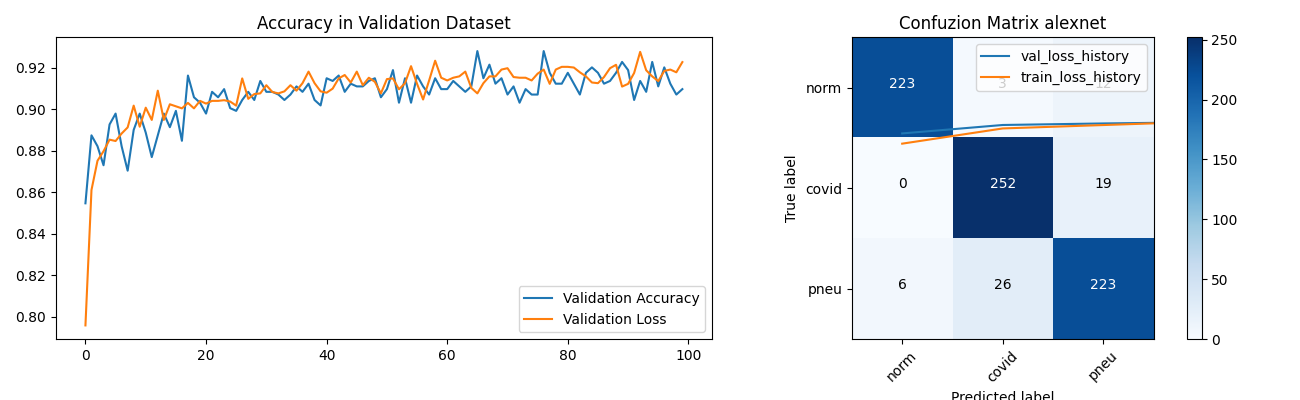 Accuracy in Validation Dataset
0.92
0.90
0.88
0.86
0.84
0.82
0.80
0 20 40 60 80 100
Validation Accuracy
Validation Loss
Confuzion Matrix alexnet
val_loss_history
train_loss_history
True label
norm 223 3 12
covid 0 252 19
pneu 6 26 223
norm covid pneu
Predicted label
250
200
150
100
50
0